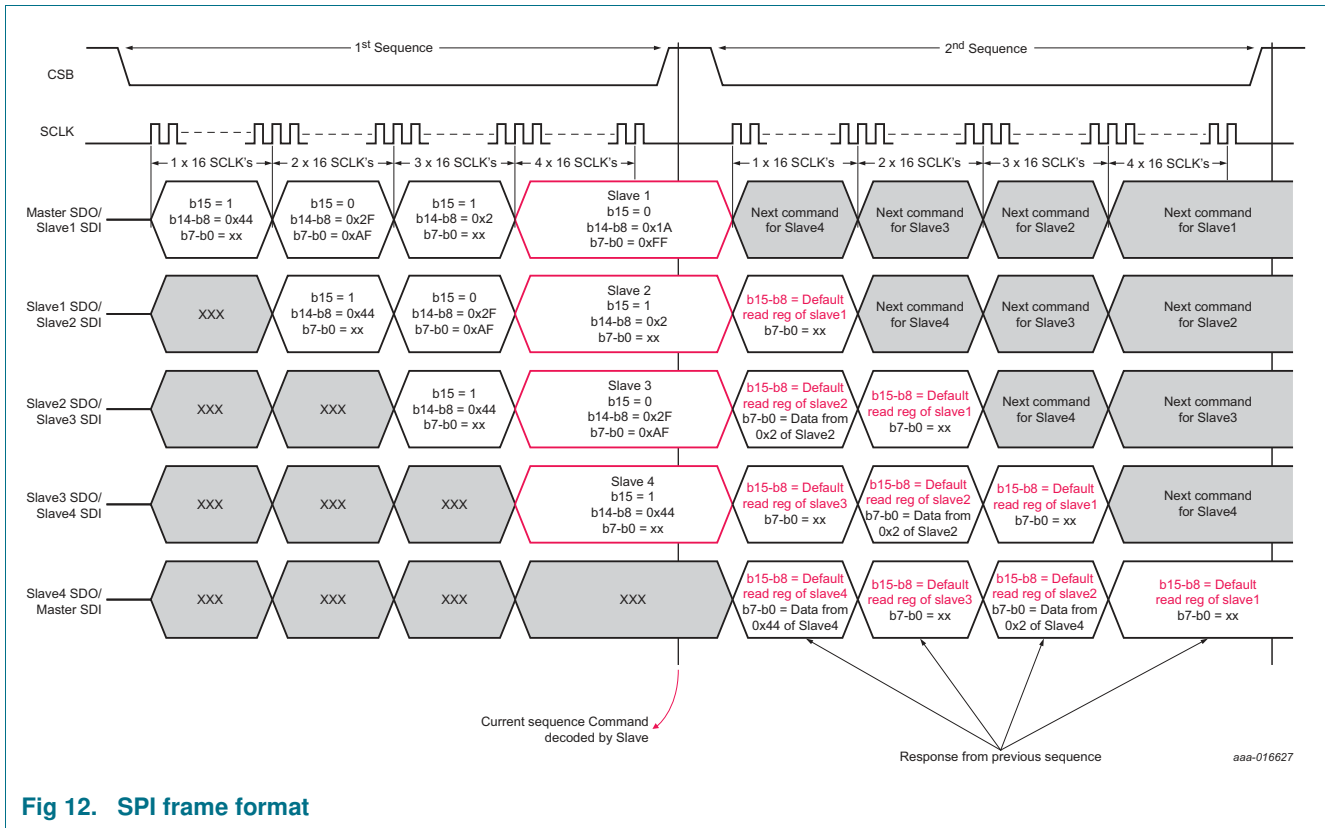 1st Sequence
2nd Sequence
CSB
SCLK
1 x 16 SCLK's
2 x 16 SCLK's
3 x 16 SCLK's
4 x 16 SCLK's
1 x 16 SCLK's
2 x 16 SCLK's
3 x 16 SCLK's
4 x 16 SCLK's
Master SDO/
Slave1 SDI
b15 = 1
b14-b8 = 0x44
b7-b0 = xx
b15 = 0
b14-b8 = 0x2F
b7-b0 = 0xAF
b15 = 1
b14-b8 = 0x2
b7-b0 = xx
Slave 1
b15 = 0
b14-b8 = 0x1A
b7-b0 = 0xFF
Next command
for Slave4
Next command
for Slave3
Next command
for Slave2
Next command
for Slave1
Slave1 SDO/
Slave2 SDI
XXX
b15 = 1
b14-b8 = 0x44
b7-b0 = xx
b15 = 0
b14-b8 = 0x2F
b7-b0 = 0xAF
Slave 2
b15 = 1
b14-b8 = 0x2
b7-b0 = xx
b15-b8 = Default
read reg of slave1
b7-b0 = xx
Next command
for Slave4
Next command
for Slave3
Next command
for Slave2
Slave2 SDO/
Slave3 SDI
XXX
XXX
b15 = 1
b14-b8 = 0x44
b7-b0 = xx
Slave 3
b15 = 0
b14-b8 = 0x2F
b7-b0 = 0xAF
b15-b8 = Default
read reg of slave2
b7-b0 = Data from
0x2 of Slave2
b15-b8 = Default
read reg of slave1
b7-b0 = xx
Next command
for Slave4
Next command
for Slave3
Slave3 SDO/
Slave4 SDI
XXX
XXX
XXX
Slave 4
b15 = 1
b14-b8 = 0x44
b7-b0 = xx
b15-b8 = Default
read reg of slave3
b7-b0 = xx
b15-b8 = Default
read reg of slave2
b7-b0 = Data from
0x2 of Slave2
b15-b8 = Default
read reg of slave1
b7-b0 = xx
Next command
for Slave4
Slave4 SDO/
Master SDI
XXX
XXX
XXX
XXX
b15-b8 = Default
read reg of slave4
b7-b0 = Data from
0x44 of Slave4
b15-b8 = Default
read reg of slave3
b7-b0 = xx
b15-b8 = Default
read reg of slave2
b7-b0 = Data from
0x2 of Slave4
b15-b8 = Default
read reg of slave1
b7-b0 = xx
Current sequence Command
decoded by Slave
Response from previous sequence
aaa-016627
Fig 12. SPI frame format